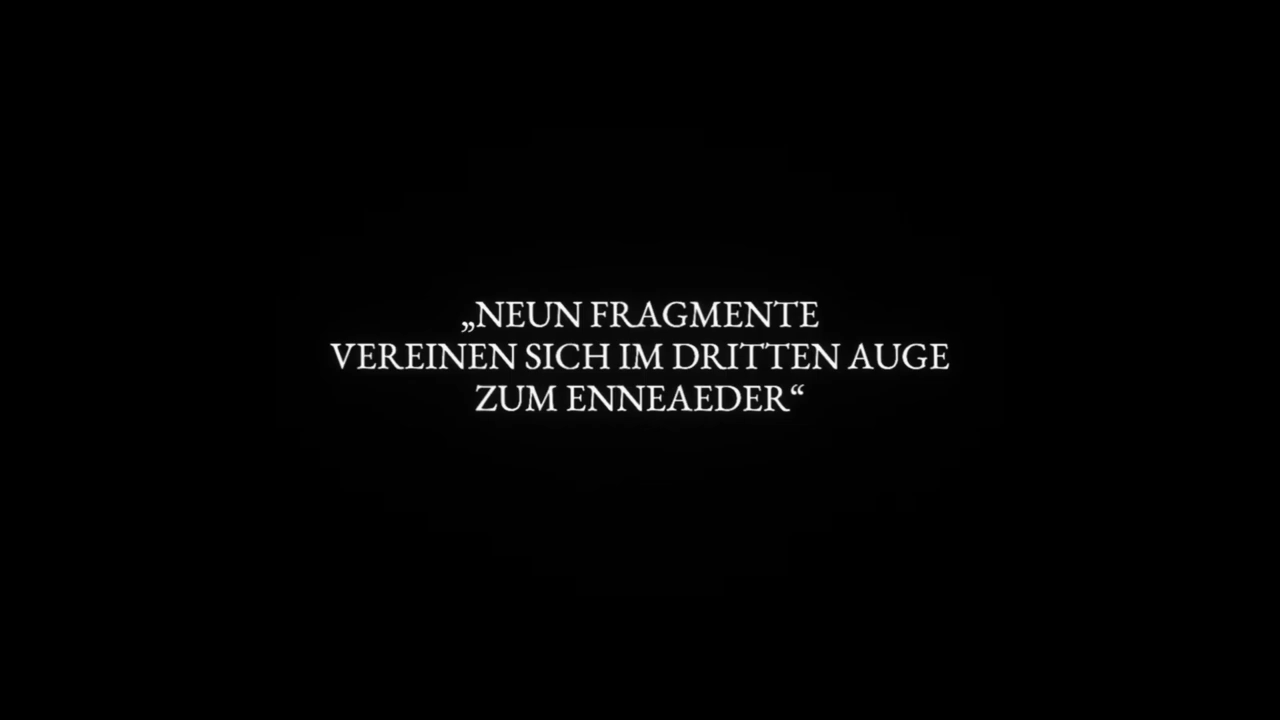 „NEUN FRAGMENTE
VEREINEN SICH IM DRITTEN AUGE
ZUM ENNEAEDER“